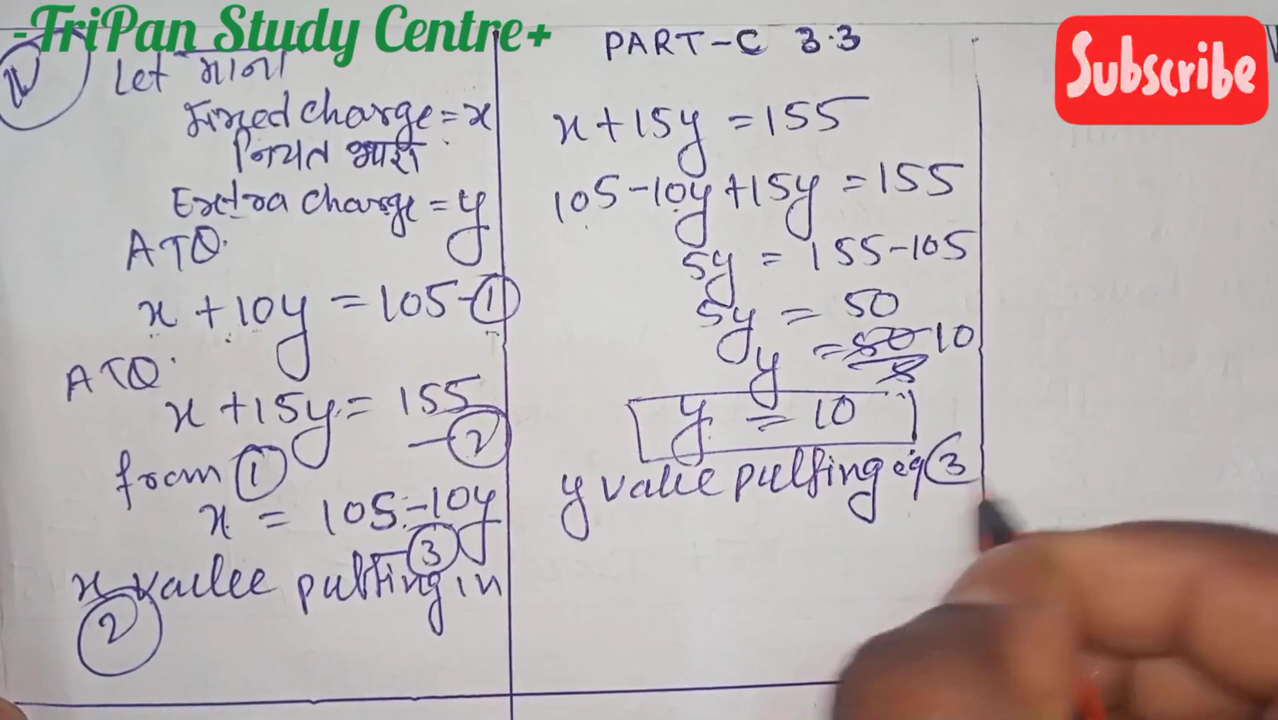 -TriPan Study Centre+
Subscribe
PART-C 3.3
Let माना
fixed charge = x
नियत भाड़ा
Extra charge = y
ATQ.
x + 10y = 105 - ①
ATQ.
x + 15y = 155
- ②
from ①
x = 105 - 10y
- ③
x value putting in
②
x + 15y = 155
105 - 10y + 15y = 155
5y = 155 - 105
5y = 50
y = 50/5 10
y = 10
y value putting eq ③